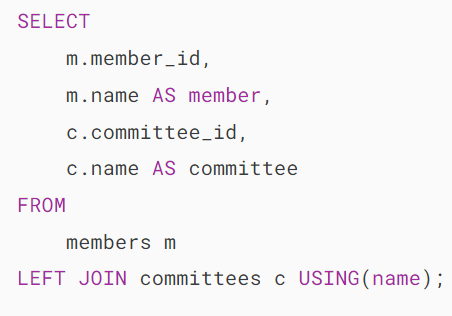 SELECT
    m.member_id,
    m.name AS member,
    c.committee_id,
    c.name AS committee
FROM
    members m
LEFT JOIN committees c USING(name);